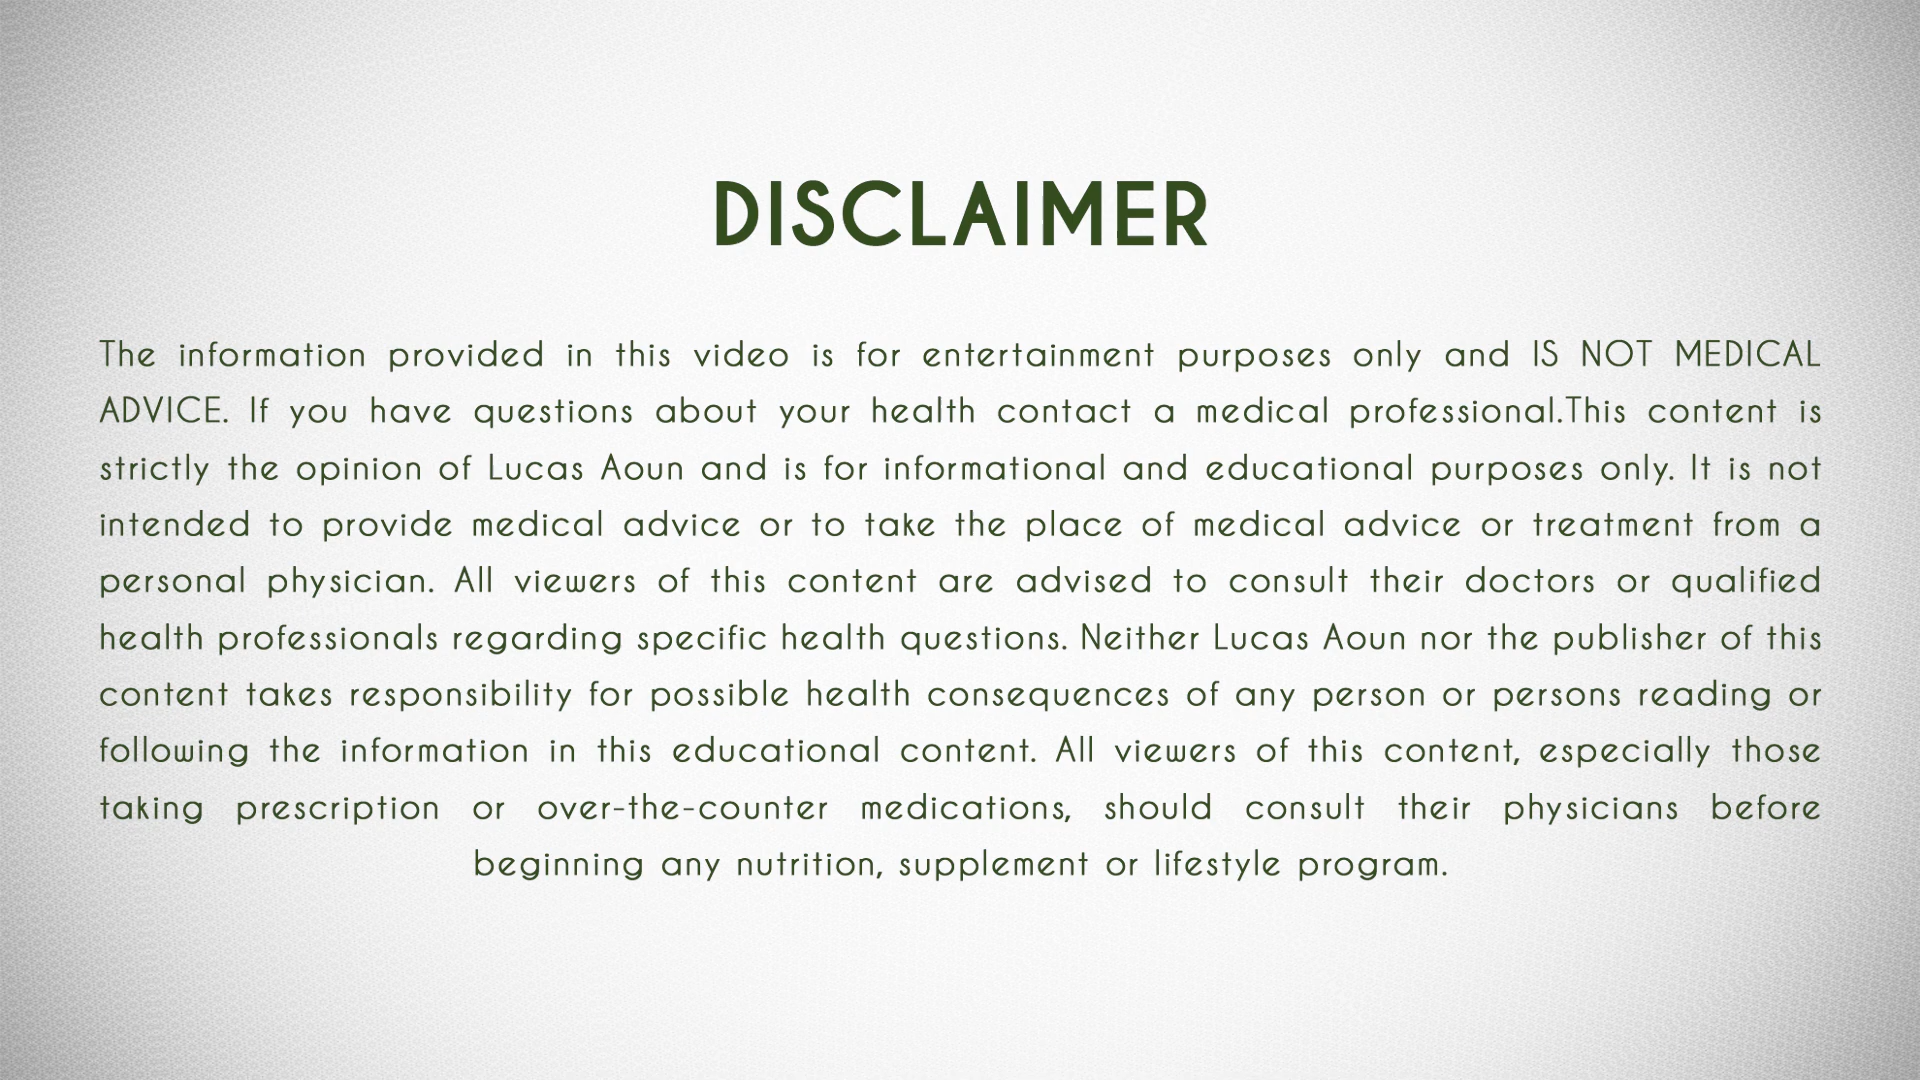 DISCLAIMER
The information provided in this video is for entertainment purposes only and IS NOT MEDICAL
ADVICE. If you have questions about your health contact a medical professional.This content is
strictly the opinion of Lucas Aoun and is for informational and educational purposes only. It is not
intended to provide medical advice or to take the place of medical advice or treatment from a
personal physician. All viewers of this content are advised to consult their doctors or qualified
health professionals regarding specific health questions. Neither Lucas Aoun nor the publisher of this
content takes responsibility for possible health consequences of any person or persons reading or
following the information in this educational content. All viewers of this content, especially those
taking prescription or over-the-counter medications, should consult their physicians before
beginning any nutrition, supplement or lifestyle program.